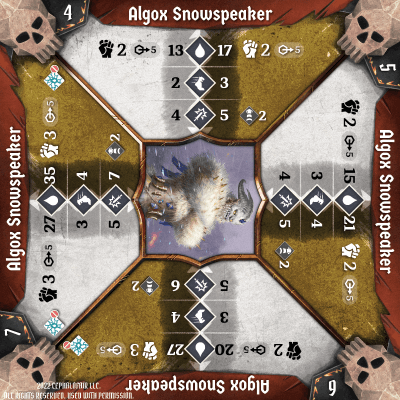 4
Algox Snowspeaker
2 5 13 17 2 5
2 3
4 5 2
5
Algox Snowspeaker
2 5 15 21 2 5
3 4
4 5 2
6
Algox Snowspeaker
2 5 20 27 3 5
3 4
5 6 2
7
Algox Snowspeaker
3 5 27 35 3 5
3 4
5 7 2
2022 CEPHALOFAIR LLC.
ALL RIGHTS RESERVED. USED WITH PERMISSION.